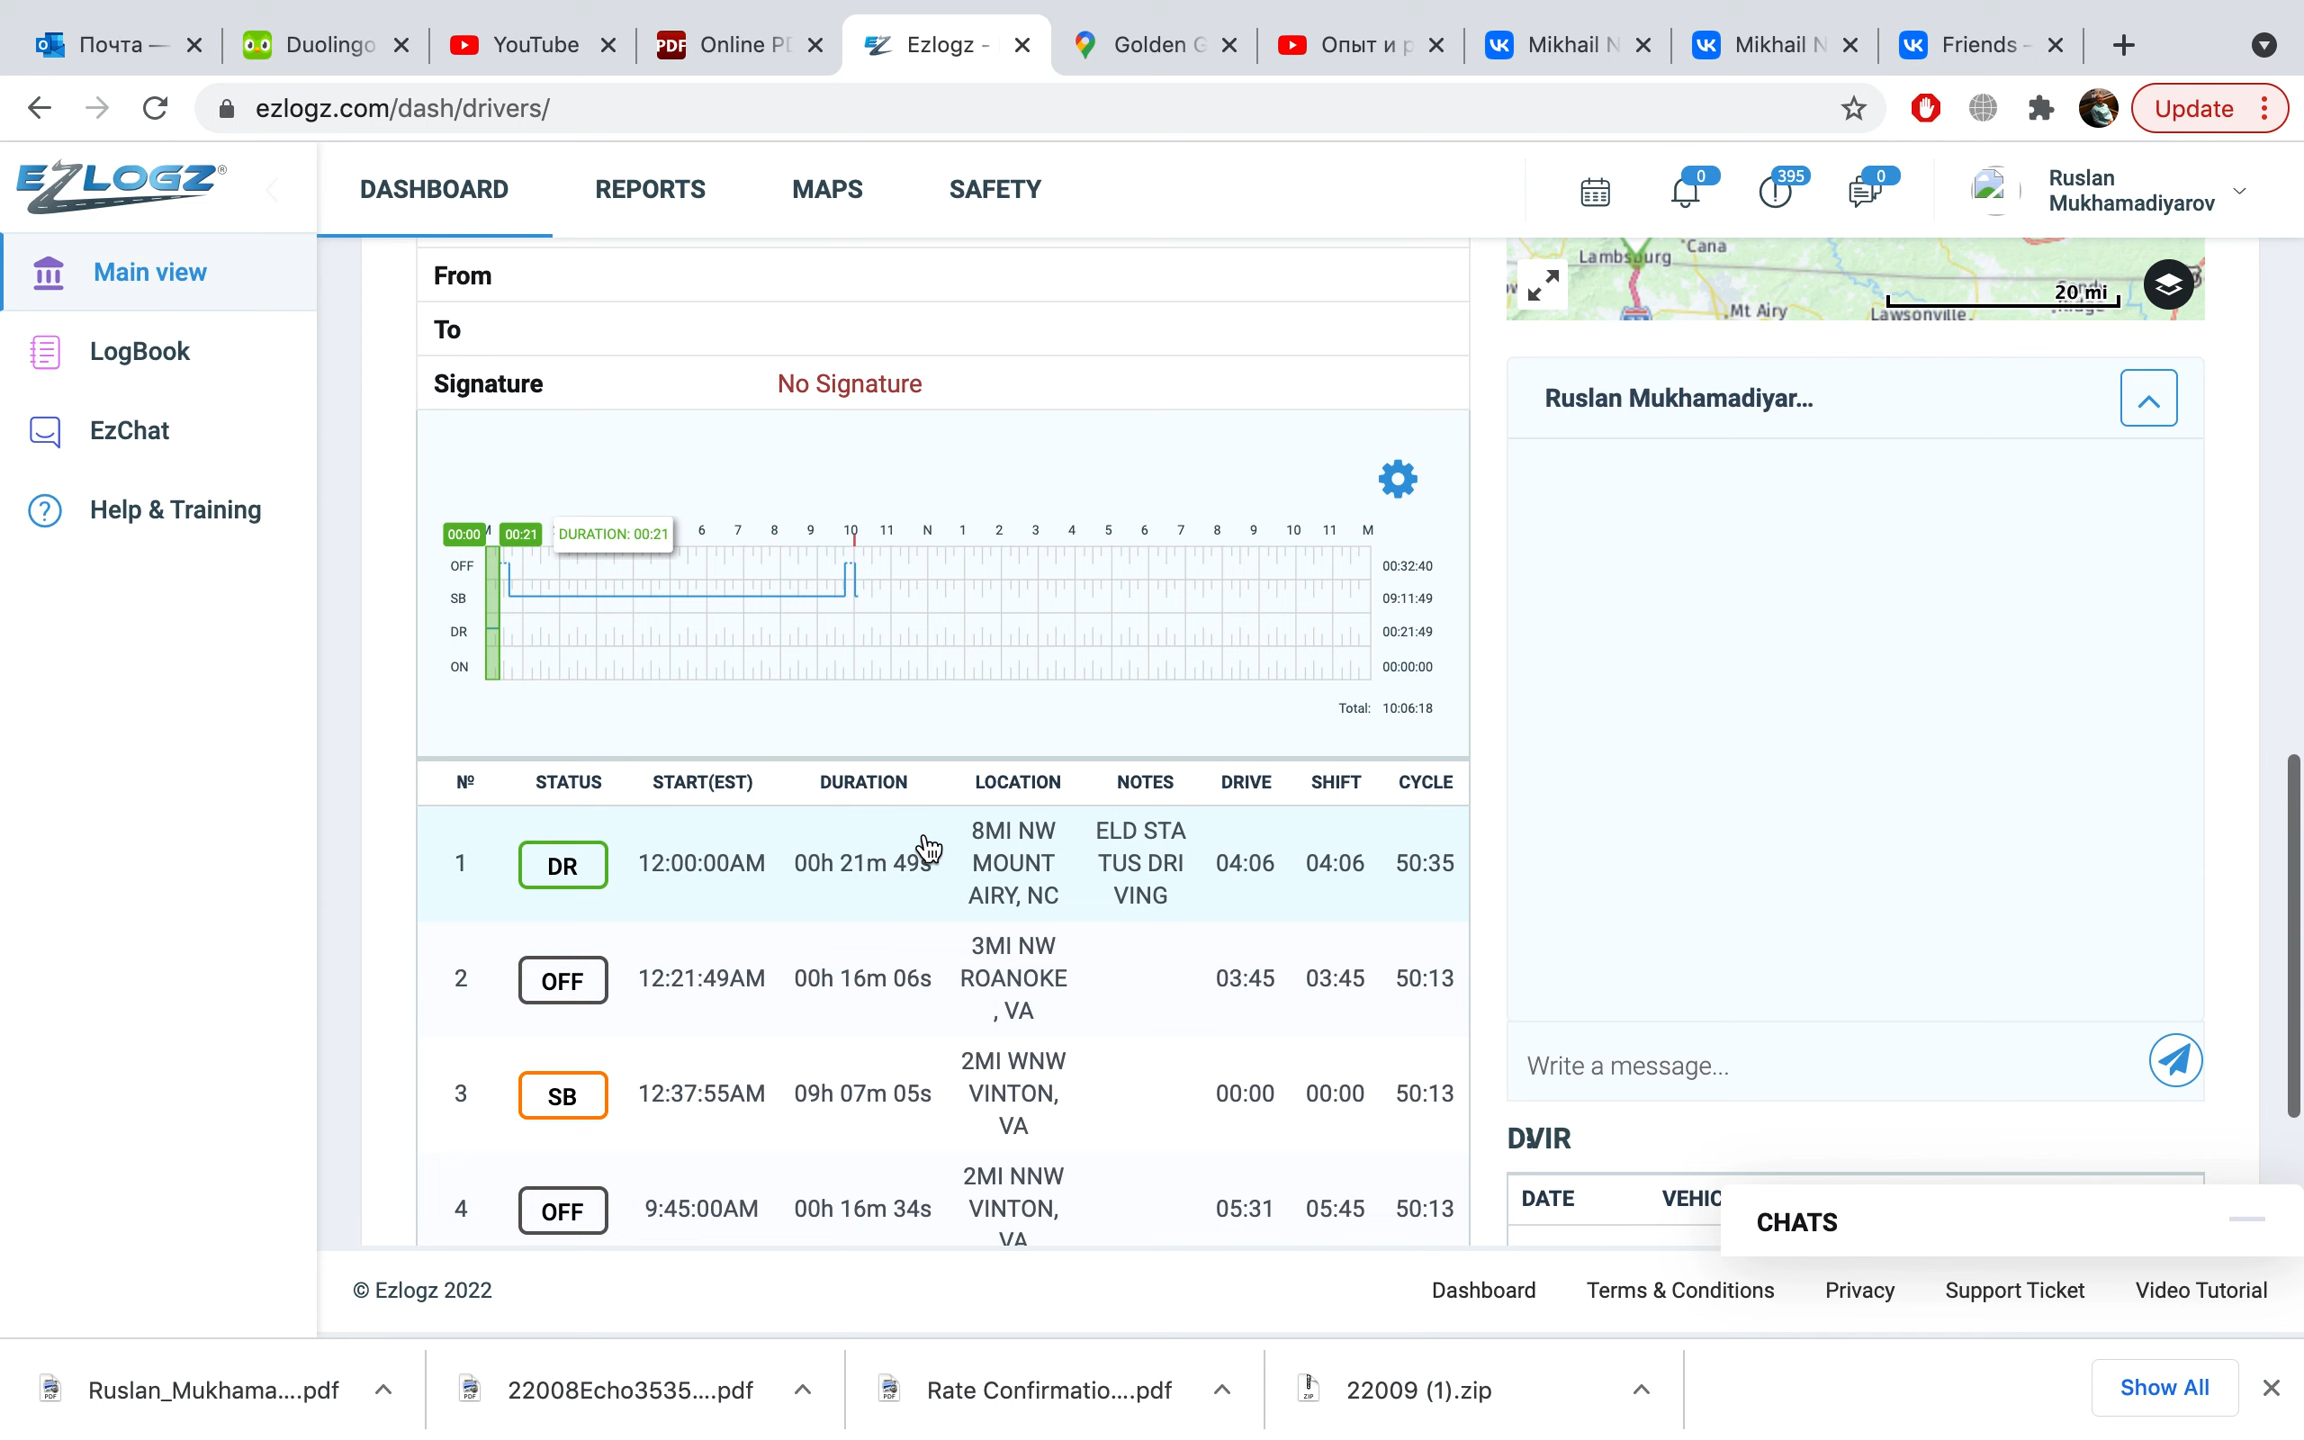 Почта — Duolingo YouTube Online PD Ezlogz - Golden G Опыт и р Mikhail N Mikhail N Friends -
ezlogz.com/dash/drivers/ Update
EZLOGZ® DASHBOARD REPORTS MAPS SAFETY 0 395 0 Ruslan
Mukhamadiyarov
Main view
LogBook
EzChat
Help & Training
From
To
Signature No Signature
Cana
Lambsburg
20 mi
Mt Airy Lawsonville
00:00 00:21 DURATION: 00:21 6 7 8 9 10 11 N 1 2 3 4 5 6 7 8 9 10 11 M
OFF 00:32:40
SB 09:11:49
DR 00:21:49
ON 00:00:00
Total: 10:06:18
Nº STATUS START(EST) DURATION LOCATION NOTES DRIVE SHIFT CYCLE
1 DR 12:00:00AM 00h 21m 49s 8MI NW MOUNT AIRY, NC ELD STA TUS DRI VING 04:06 04:06 50:35
2 OFF 12:21:49AM 00h 16m 06s 3MI NW ROANOKE , VA 03:45 03:45 50:13
3 SB 12:37:55AM 09h 07m 05s 2MI WNW VINTON, VA 00:00 00:00 50:13
4 OFF 9:45:00AM 00h 16m 34s 2MI NNW VINTON, VA 05:31 05:45 50:13
Ruslan Mukhamadiyar...
Write a message...
DVIR
DATE VEHIC
CHATS
© Ezlogz 2022 Dashboard Terms & Conditions Privacy Support Ticket Video Tutorial
Ruslan_Mukhama....pdf 22008Echo3535....pdf Rate Confirmatio....pdf 22009 (1).zip Show All